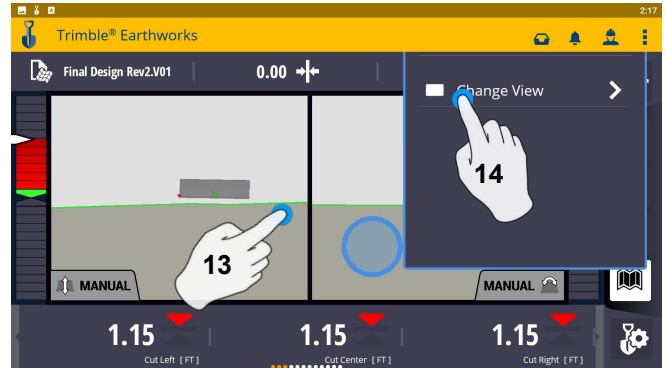 2:17
Trimble® Earthworks
Final Design Rev2.V01
0.00
Change View
14
13
MANUAL
MANUAL
1.15
1.15
1.15
Cut Left [FT]
Cut Center [FT]
Cut Right [FT]